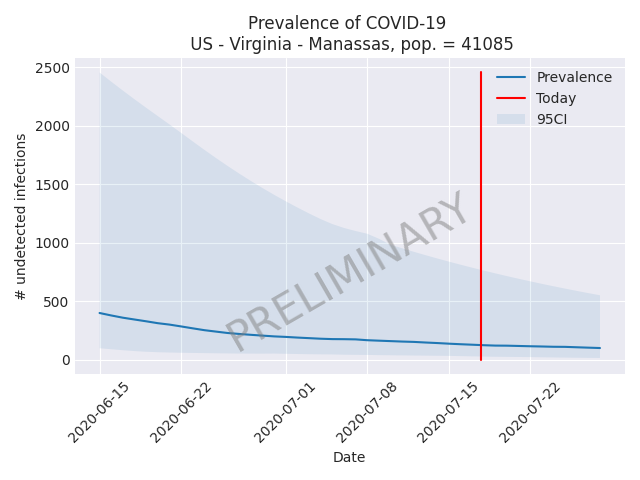 Prevalence of COVID-19
US - Virginia - Manassas, pop. = 41085
2500
2000
1500
1000
500
0
# undetected infections
Prevalence
Today
95CI
PRELIMINARY
2020-06-15
2020-06-22
2020-07-01
2020-07-08
2020-07-15
2020-07-22
Date